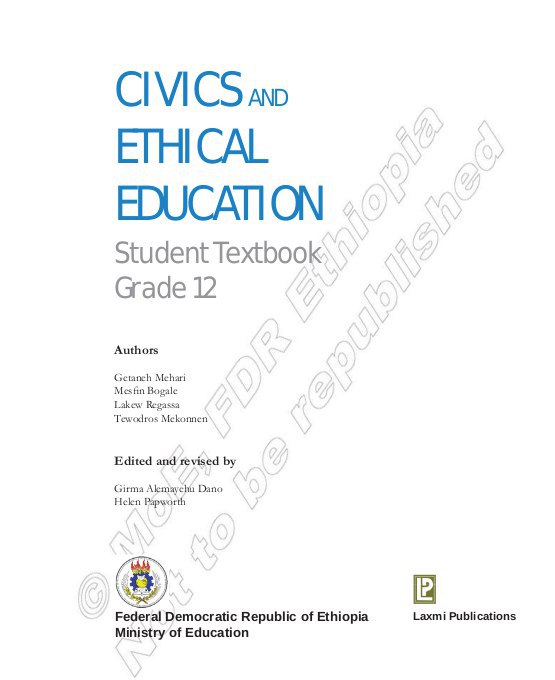 CIVICS AND
ETHICAL
EDUCATION
Student Textbook
Grade 12
Authors
Getaneh Mehari
Mesfin Bogale
Lakew Regassa
Tewodros Mekonnen
Edited and revised by
Girma Alemayehu Dano
Helen Papworth
© MoE, FDR Ethiopia
Not to be republished
Federal Democratic Republic of Ethiopia
Ministry of Education
LP
Laxmi Publications